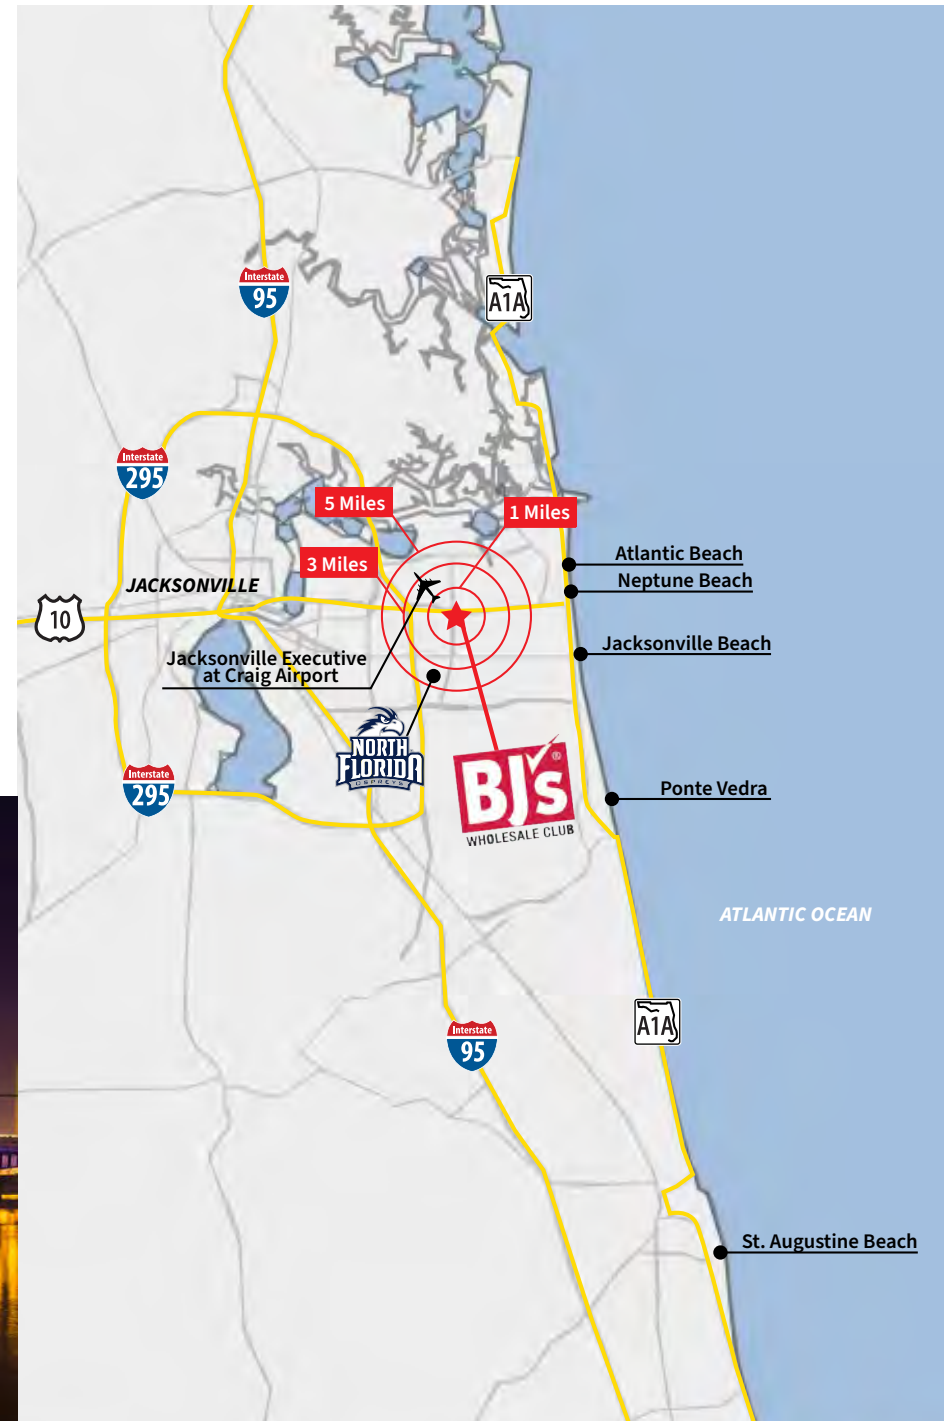 Interstate
95
A1A
Interstate
295
5 Miles
1 Miles
3 Miles
Atlantic Beach
Neptune Beach
JACKSONVILLE
10
Jacksonville Beach
Jacksonville Executive
at Craig Airport
NORTH
FLORIDA
OSPREYS
BJ's
®
WHOLESALE CLUB
Interstate
295
Ponte Vedra
ATLANTIC OCEAN
A1A
Interstate
95
St. Augustine Beach